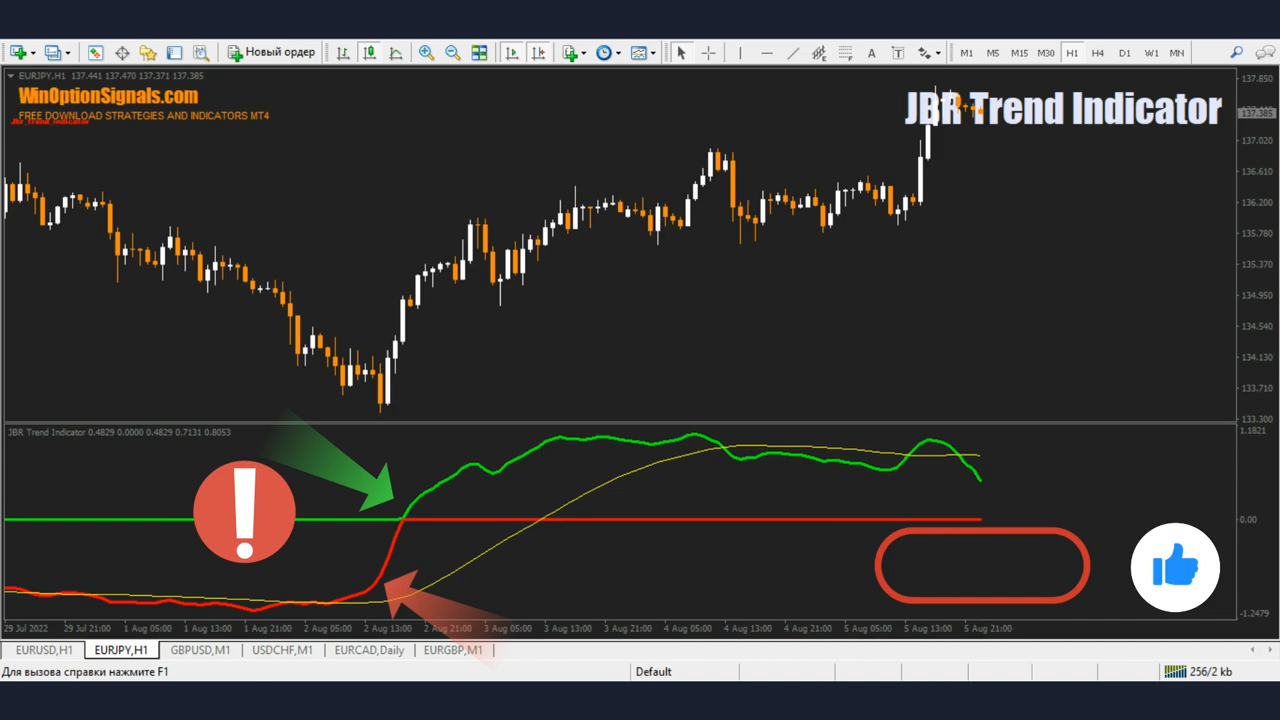 Новый ордер
M1 M5 M15 M30 H1 H4 D1 W1 MN
EURJPY,H1 137.441 137.470 137.371 137.385
WinOptionSignals.com
FREE DOWNLOAD STRATEGIES AND INDICATORS MT4
Jbr_trend_indicator
JBR Trend Indicator
137.850
137.385
137.020
136.610
136.200
135.780
135.370
134.950
134.540
134.130
133.710
133.300
JBR Trend Indicator 0.4829 0.0000 0.4829 0.7131 0.8053
1.1821
0.00
-1.2479
29 Jul 2022 29 Jul 21:00 1 Aug 05:00 1 Aug 13:00 1 Aug 21:00 2 Aug 05:00 2 Aug 13:00 2 Aug 21:00 3 Aug 05:00 3 Aug 13:00 3 Aug 21:00 4 Aug 05:00 4 Aug 13:00 4 Aug 21:00 5 Aug 05:00 5 Aug 13:00 5 Aug 21:00
EURUSD,H1 EURJPY,H1 GBPUSD,M1 USDCHF,M1 EURCAD,Daily EURGBP,M1
Для вызова справки нажмите F1 Default 256/2 kb